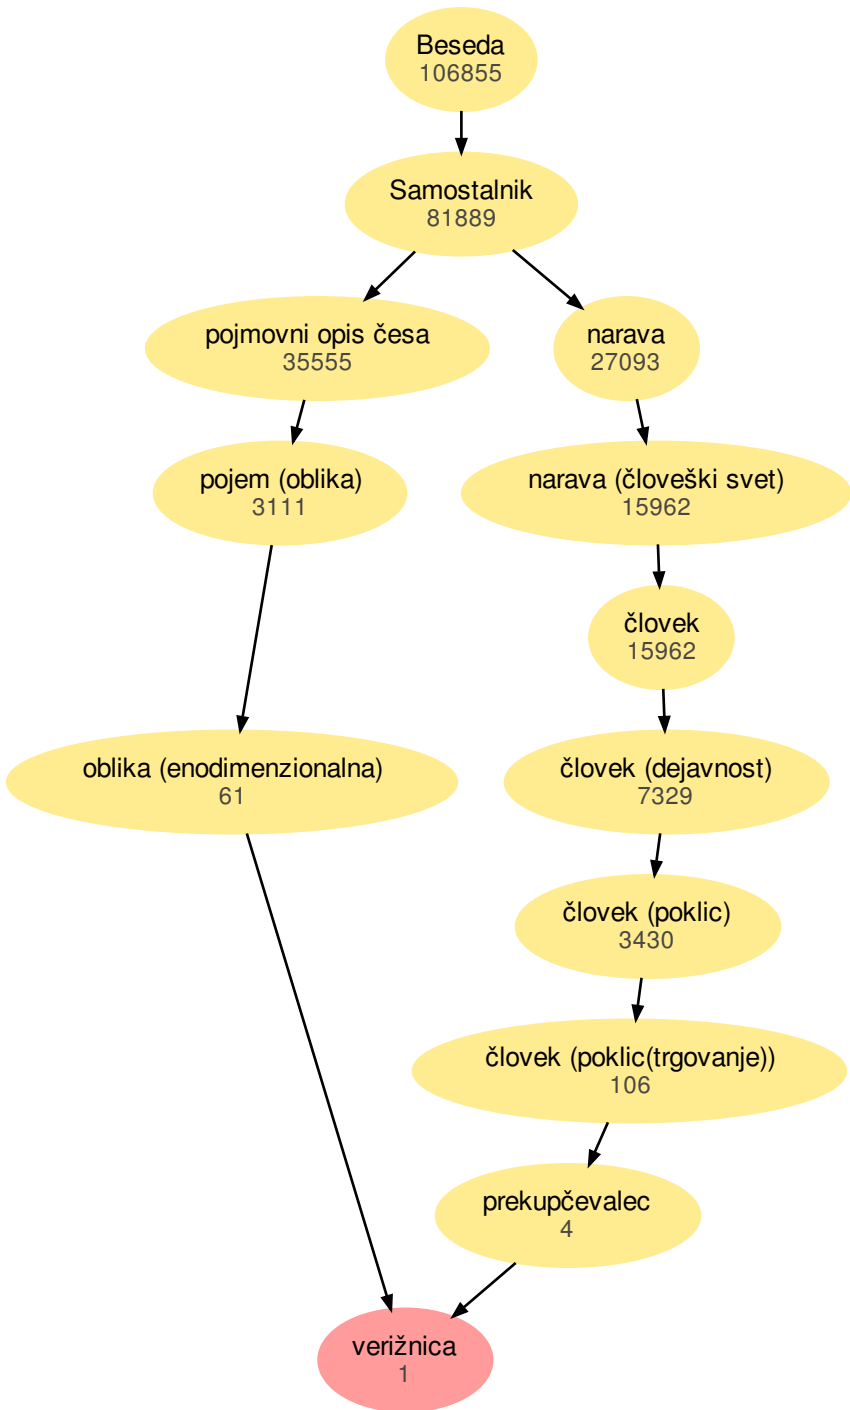 Beseda
106855
Samostalnik
81889
pojmovni opis česa
35555
narava
27093
pojem (oblika)
3111
narava (človeški svet)
15962
človek
15962
oblika (enodimenzionalna)
61
človek (dejavnost)
7329
človek (poklic)
3430
človek (poklic(trgovanje))
106
prekupčevalec
4
verižnica
1